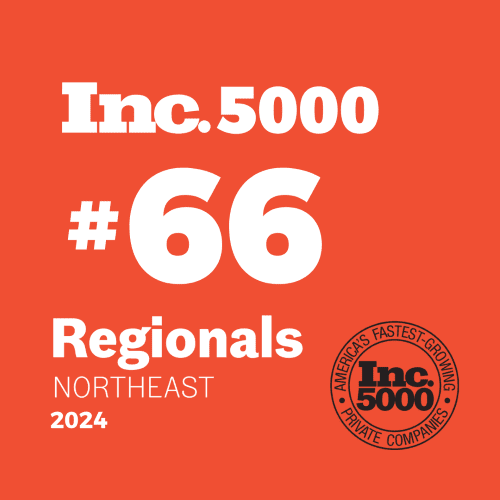 Inc. 5000
#66
Regionals
NORTHEAST
2024
AMERICA'S FASTEST-GROWING
Inc.
5000
PRIVATE COMPANIES